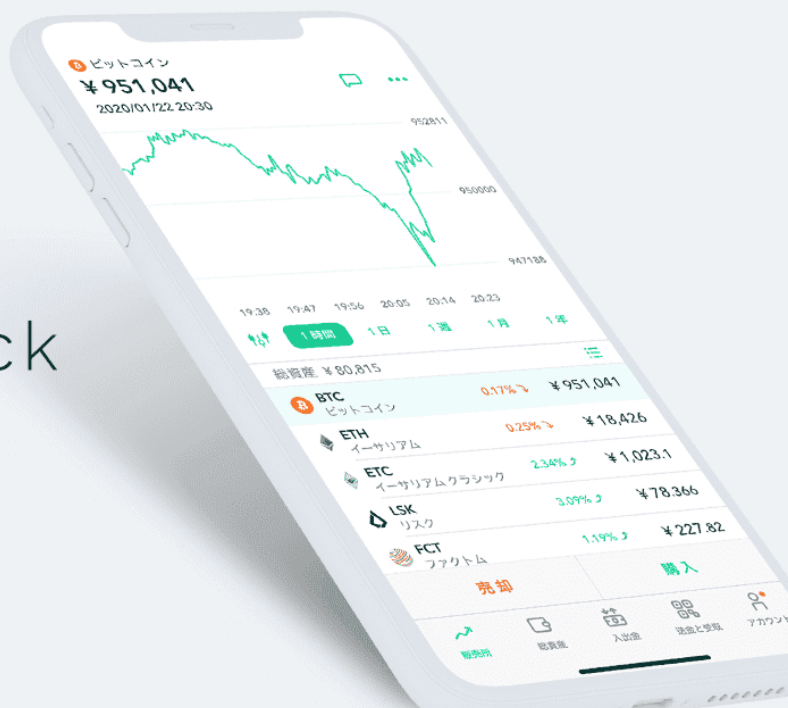 ck
ビットコイン
¥951,041
2020/01/22 20:30
952811
950000
947188
19:38 19:47 19:56 20:05 20:14 20:23
1時間 1日 1週 1月 1年
総資産 ¥80,815
BTC 0.17% ¥951,041
ビットコイン
ETH 0.25% ¥18,426
イーサリアム
ETC 2.34% ¥1,023.1
イーサリアムクラシック
LSK 3.09% ¥78.366
リスク
FCT 1.19% ¥227.82
ファクトム
売却 購入
販売所 総資産 入出金 送金と受取 アカウント